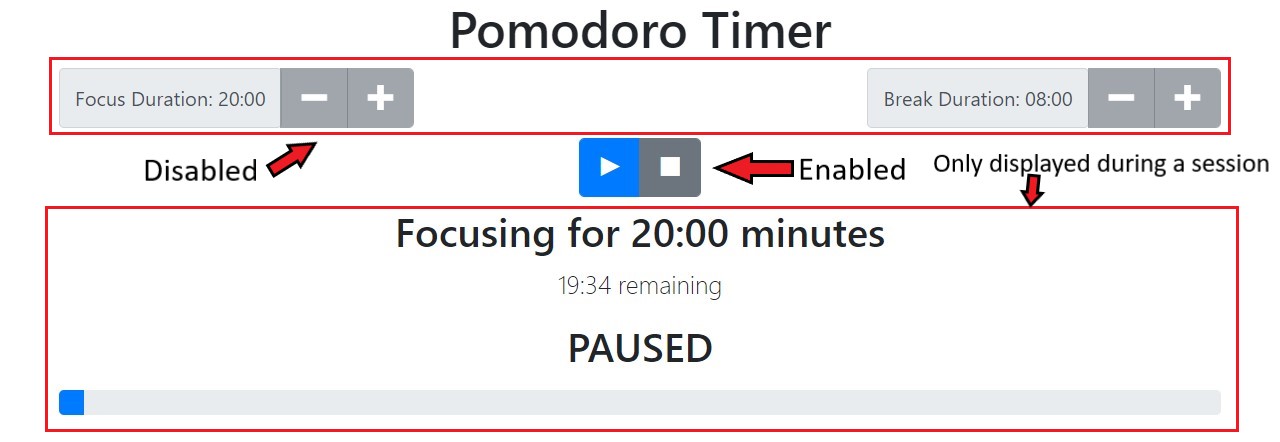 Pomodoro Timer
Focus Duration: 20:00
Break Duration: 08:00
Disabled
Enabled
Only displayed during a session
Focusing for 20:00 minutes
19:34 remaining
PAUSED